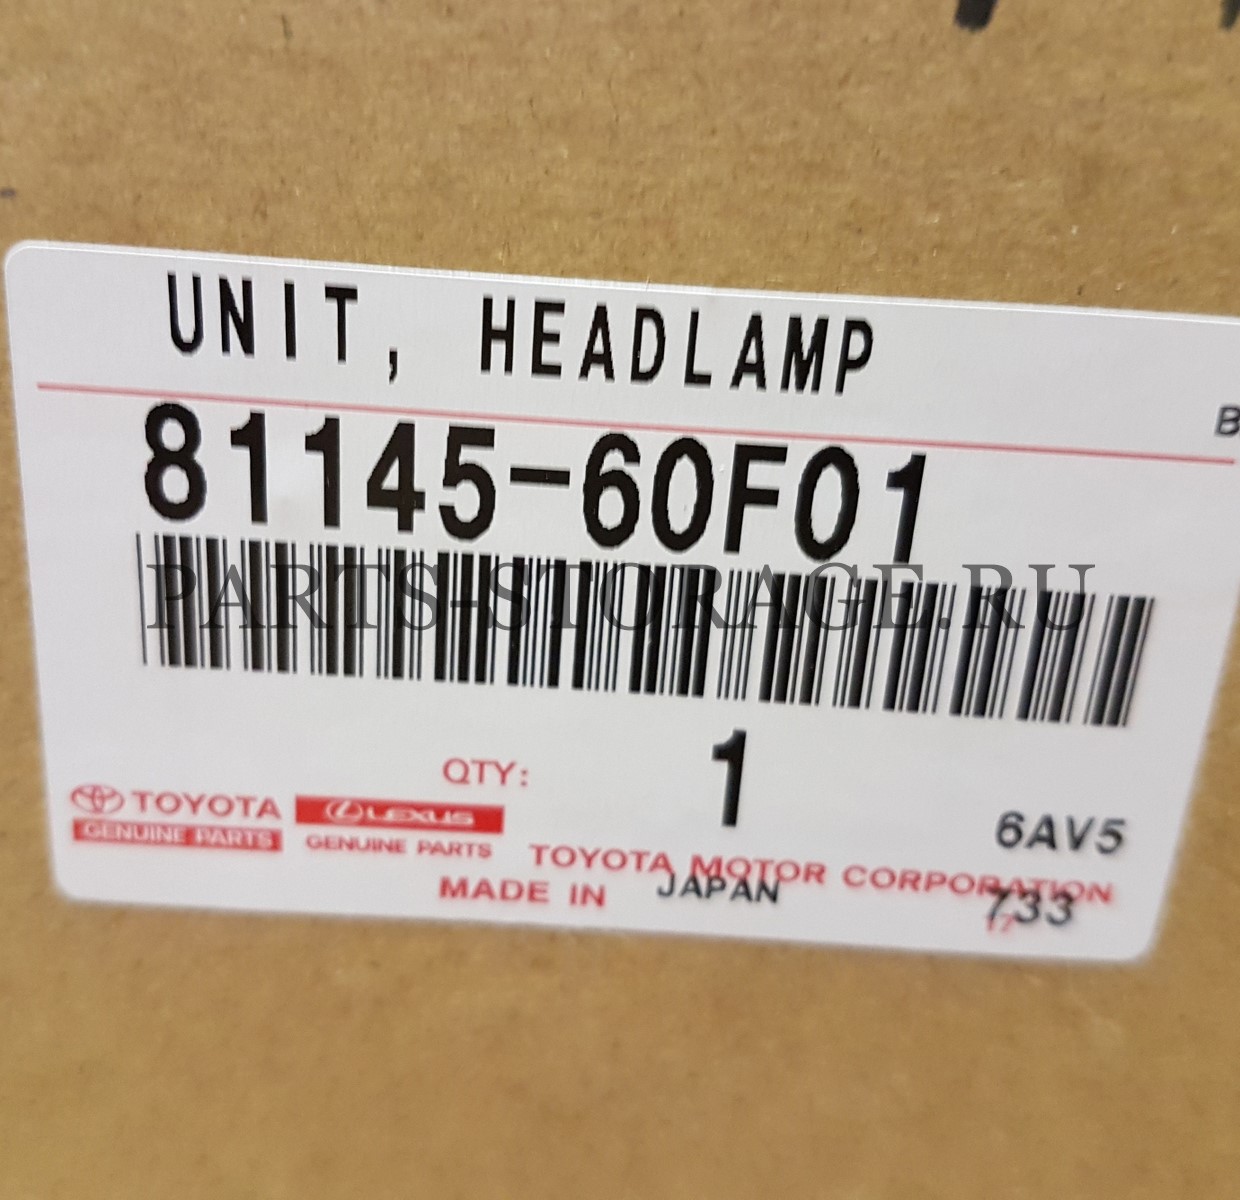 UNIT, HEADLAMP
B
81145-60F01
PARTS-STORAGE.RU
QTY: 1
TOYOTA
GENUINE PARTS
LEXUS
GENUINE PARTS
6AV5
TOYOTA MOTOR CORPORATION
MADE IN JAPAN
733
17